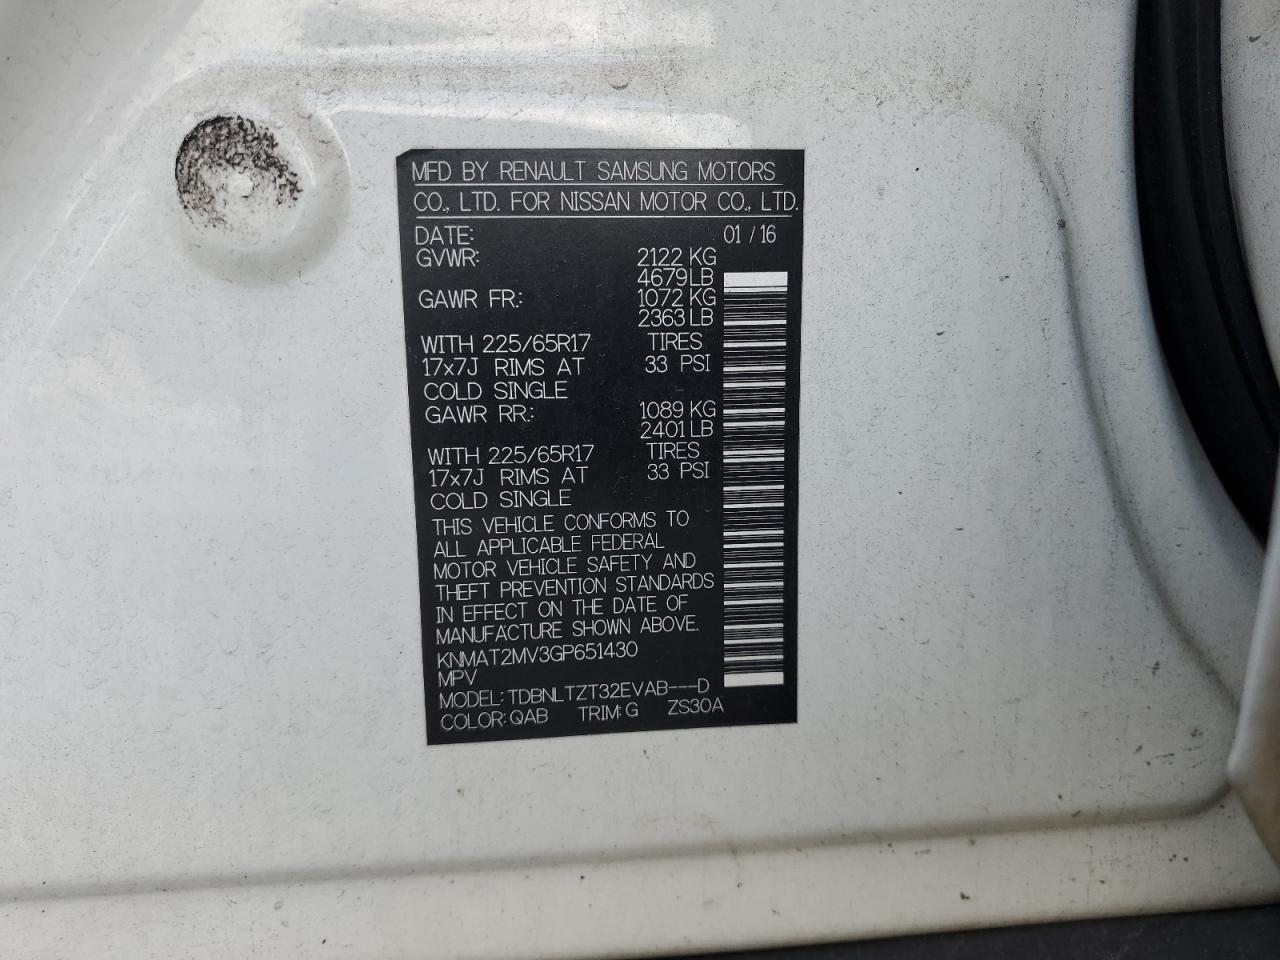 MFD BY RENAULT SAMSUNG MOTORS
CO., LTD. FOR NISSAN MOTOR CO., LTD.
DATE: 01 / 16
GVWR: 2122 KG
4679 LB
GAWR FR.: 1072 KG
2363 LB
WITH 225/65R17 TIRES
17x7J RIMS AT 33 PSI
COLD SINGLE
GAWR RR.: 1089 KG
2401 LB
WITH 225/65R17 TIRES
17x7J RIMS AT 33 PSI
COLD SINGLE
THIS VEHICLE CONFORMS TO
ALL APPLICABLE FEDERAL
MOTOR VEHICLE SAFETY AND
THEFT PREVENTION STANDARDS
IN EFFECT ON THE DATE OF
MANUFACTURE SHOWN ABOVE.
KNMAT2MV3GP651430
MPV
MODEL: TDBNLTZT32EVAB---D
COLOR: QAB TRIM: G ZS30A